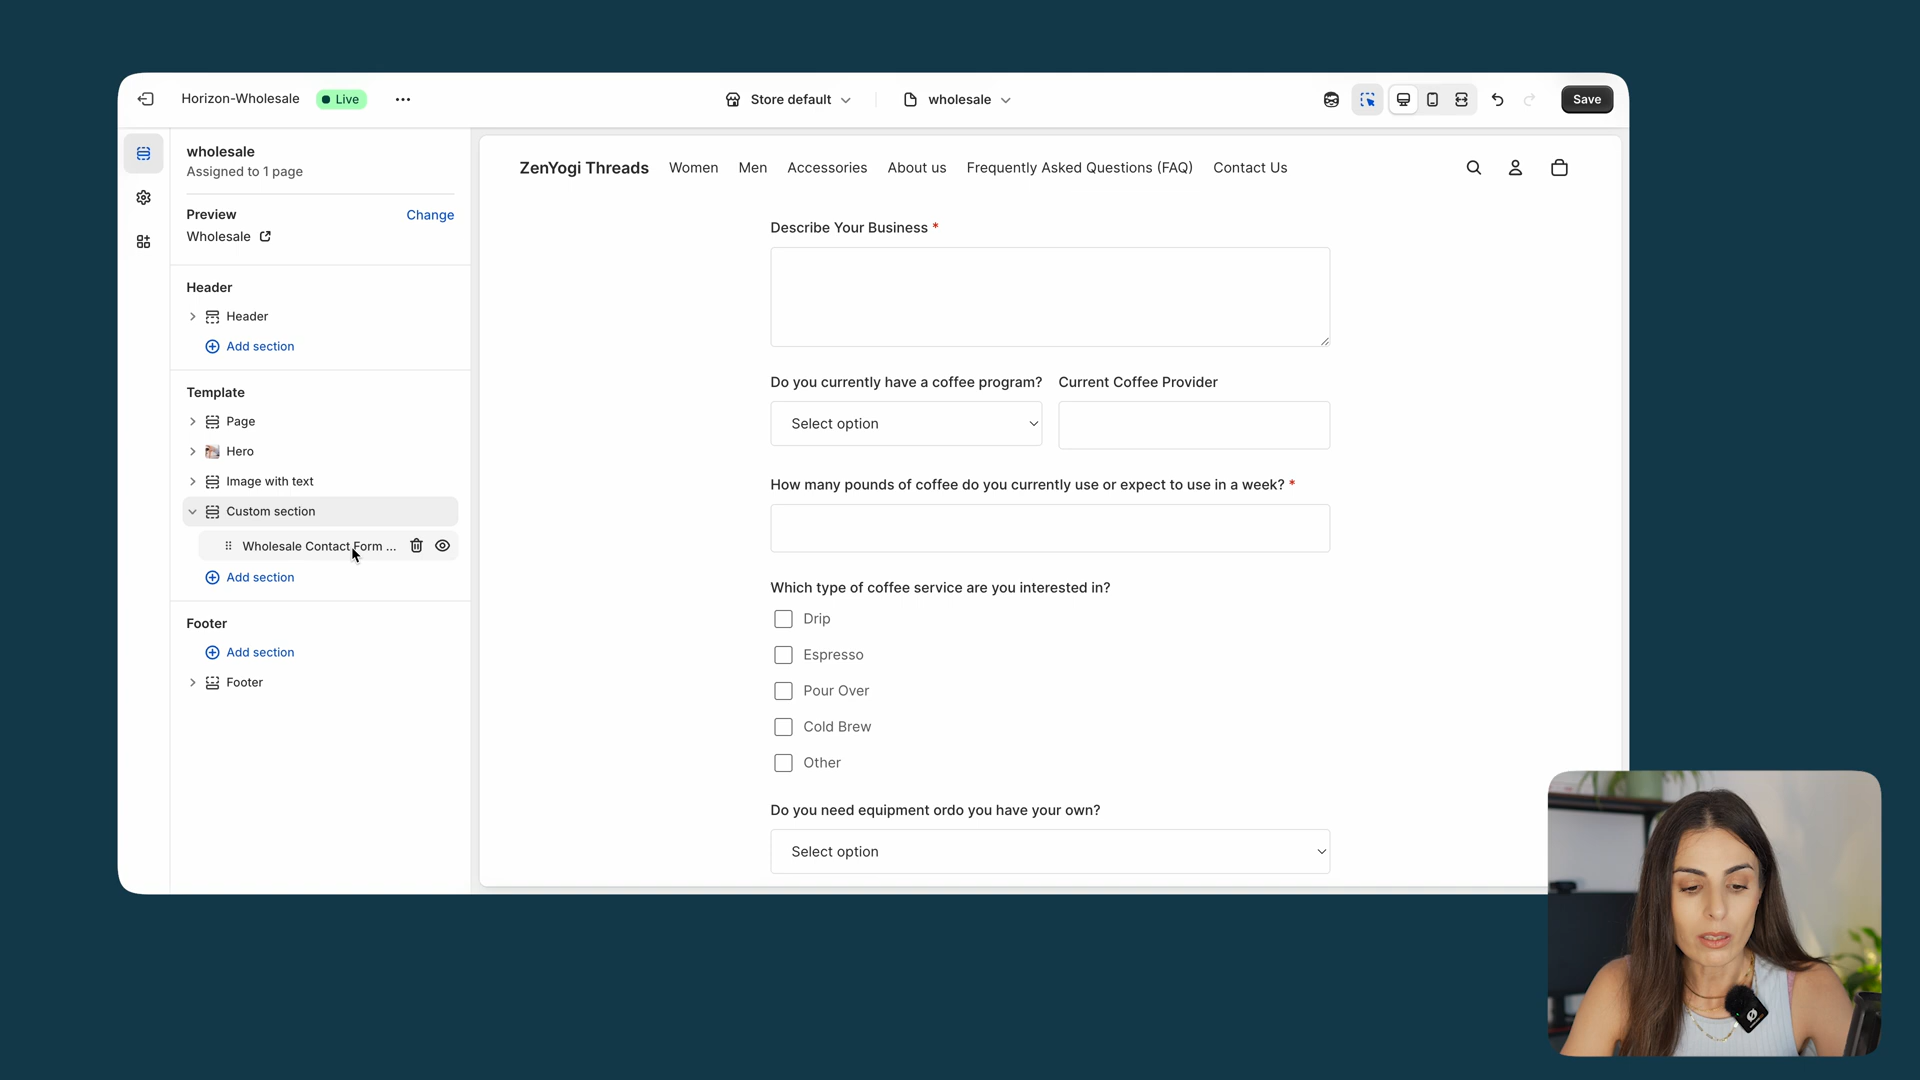 Horizon-Wholesale
Live
Store default
wholesale
Save
wholesale
Assigned to 1 page
Preview
Change
Wholesale
Header
Header
Add section
Template
Page
Hero
Image with text
Custom section
Wholesale Contact Form ...
Add section
Footer
Add section
Footer
ZenYogi Threads Women Men Accessories About us Frequently Asked Questions (FAQ) Contact Us
Describe Your Business *
Do you currently have a coffee program? Current Coffee Provider
Select option
How many pounds of coffee do you currently use or expect to use in a week? *
Which type of coffee service are you interested in?
Drip
Espresso
Pour Over
Cold Brew
Other
Do you need equipment ordo you have your own?
Select option